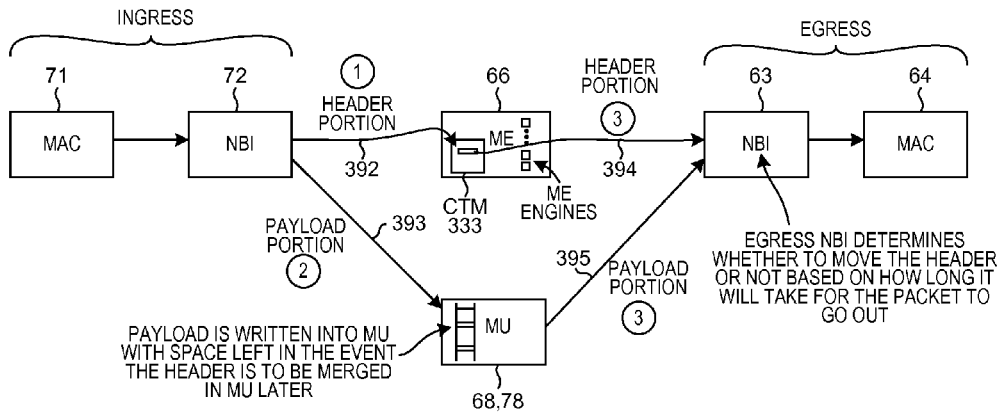 INGRESS
EGRESS
71
72
1
HEADER
PORTION
66
HEADER
PORTION
3
63
64
MAC
NBI
ME
NBI
MAC
392
394
CTM
333
ME
ENGINES
PAYLOAD
PORTION
2
393
395
PAYLOAD
PORTION
3
EGRESS NBI DETERMINES
WHETHER TO MOVE THE HEADER
OR NOT BASED ON HOW LONG IT
WILL TAKE FOR THE PACKET TO
GO OUT
MU
PAYLOAD IS WRITTEN INTO MU
WITH SPACE LEFT IN THE EVENT
THE HEADER IS TO BE MERGED
IN MU LATER
68,78